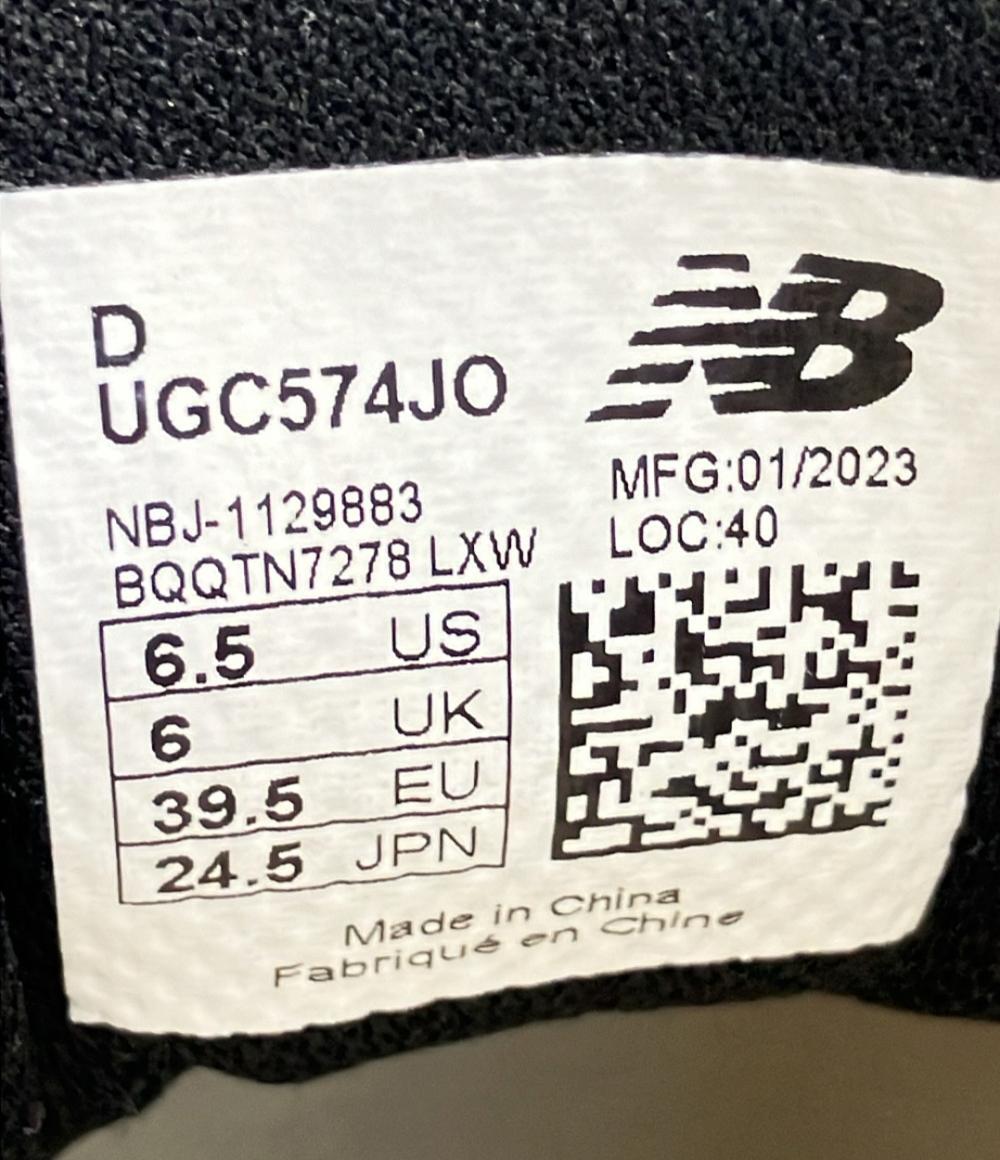 D
UGC574JO
NB
NBJ-1129883
BQQTN7278 LXW
MFG:01/2023
LOC:40
6.5 US
6 UK
39.5 EU
24.5 JPN
Made in China
Fabriqué en Chine